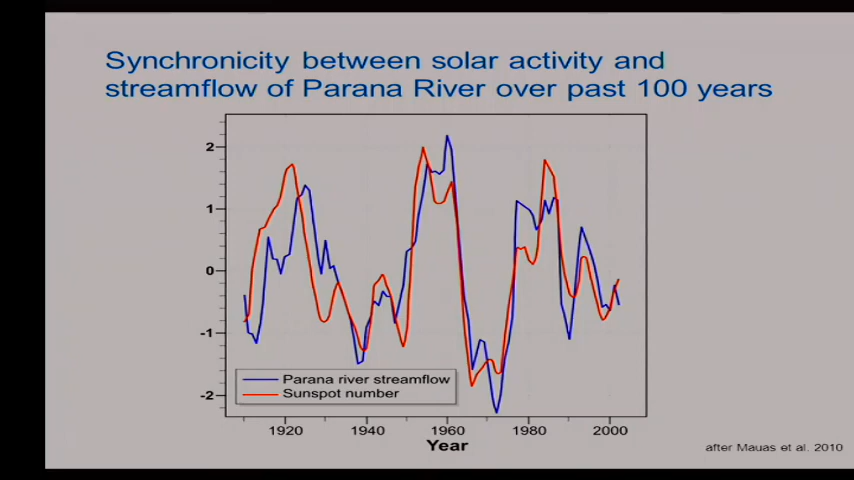 Synchronicity between solar activity and
streamflow of Parana River over past 100 years
2
1
0
-1
-2
Parana river streamflow
Sunspot number
1920 1940 1960 1980 2000
Year
after Mauas et al. 2010